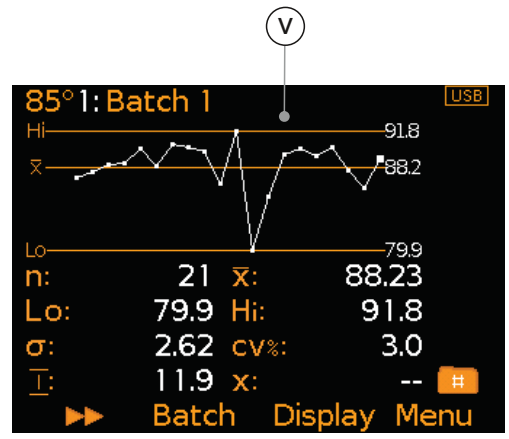 V
85°1: Batch 1 USB
Hi 91.8
x̅ 88.2
Lo 79.9
n: 21 x̅: 88.23
Lo: 79.9 Hi: 91.8
σ: 2.62 cv%: 3.0
⌶: 11.9 x: -- #
▶▶ Batch Display Menu